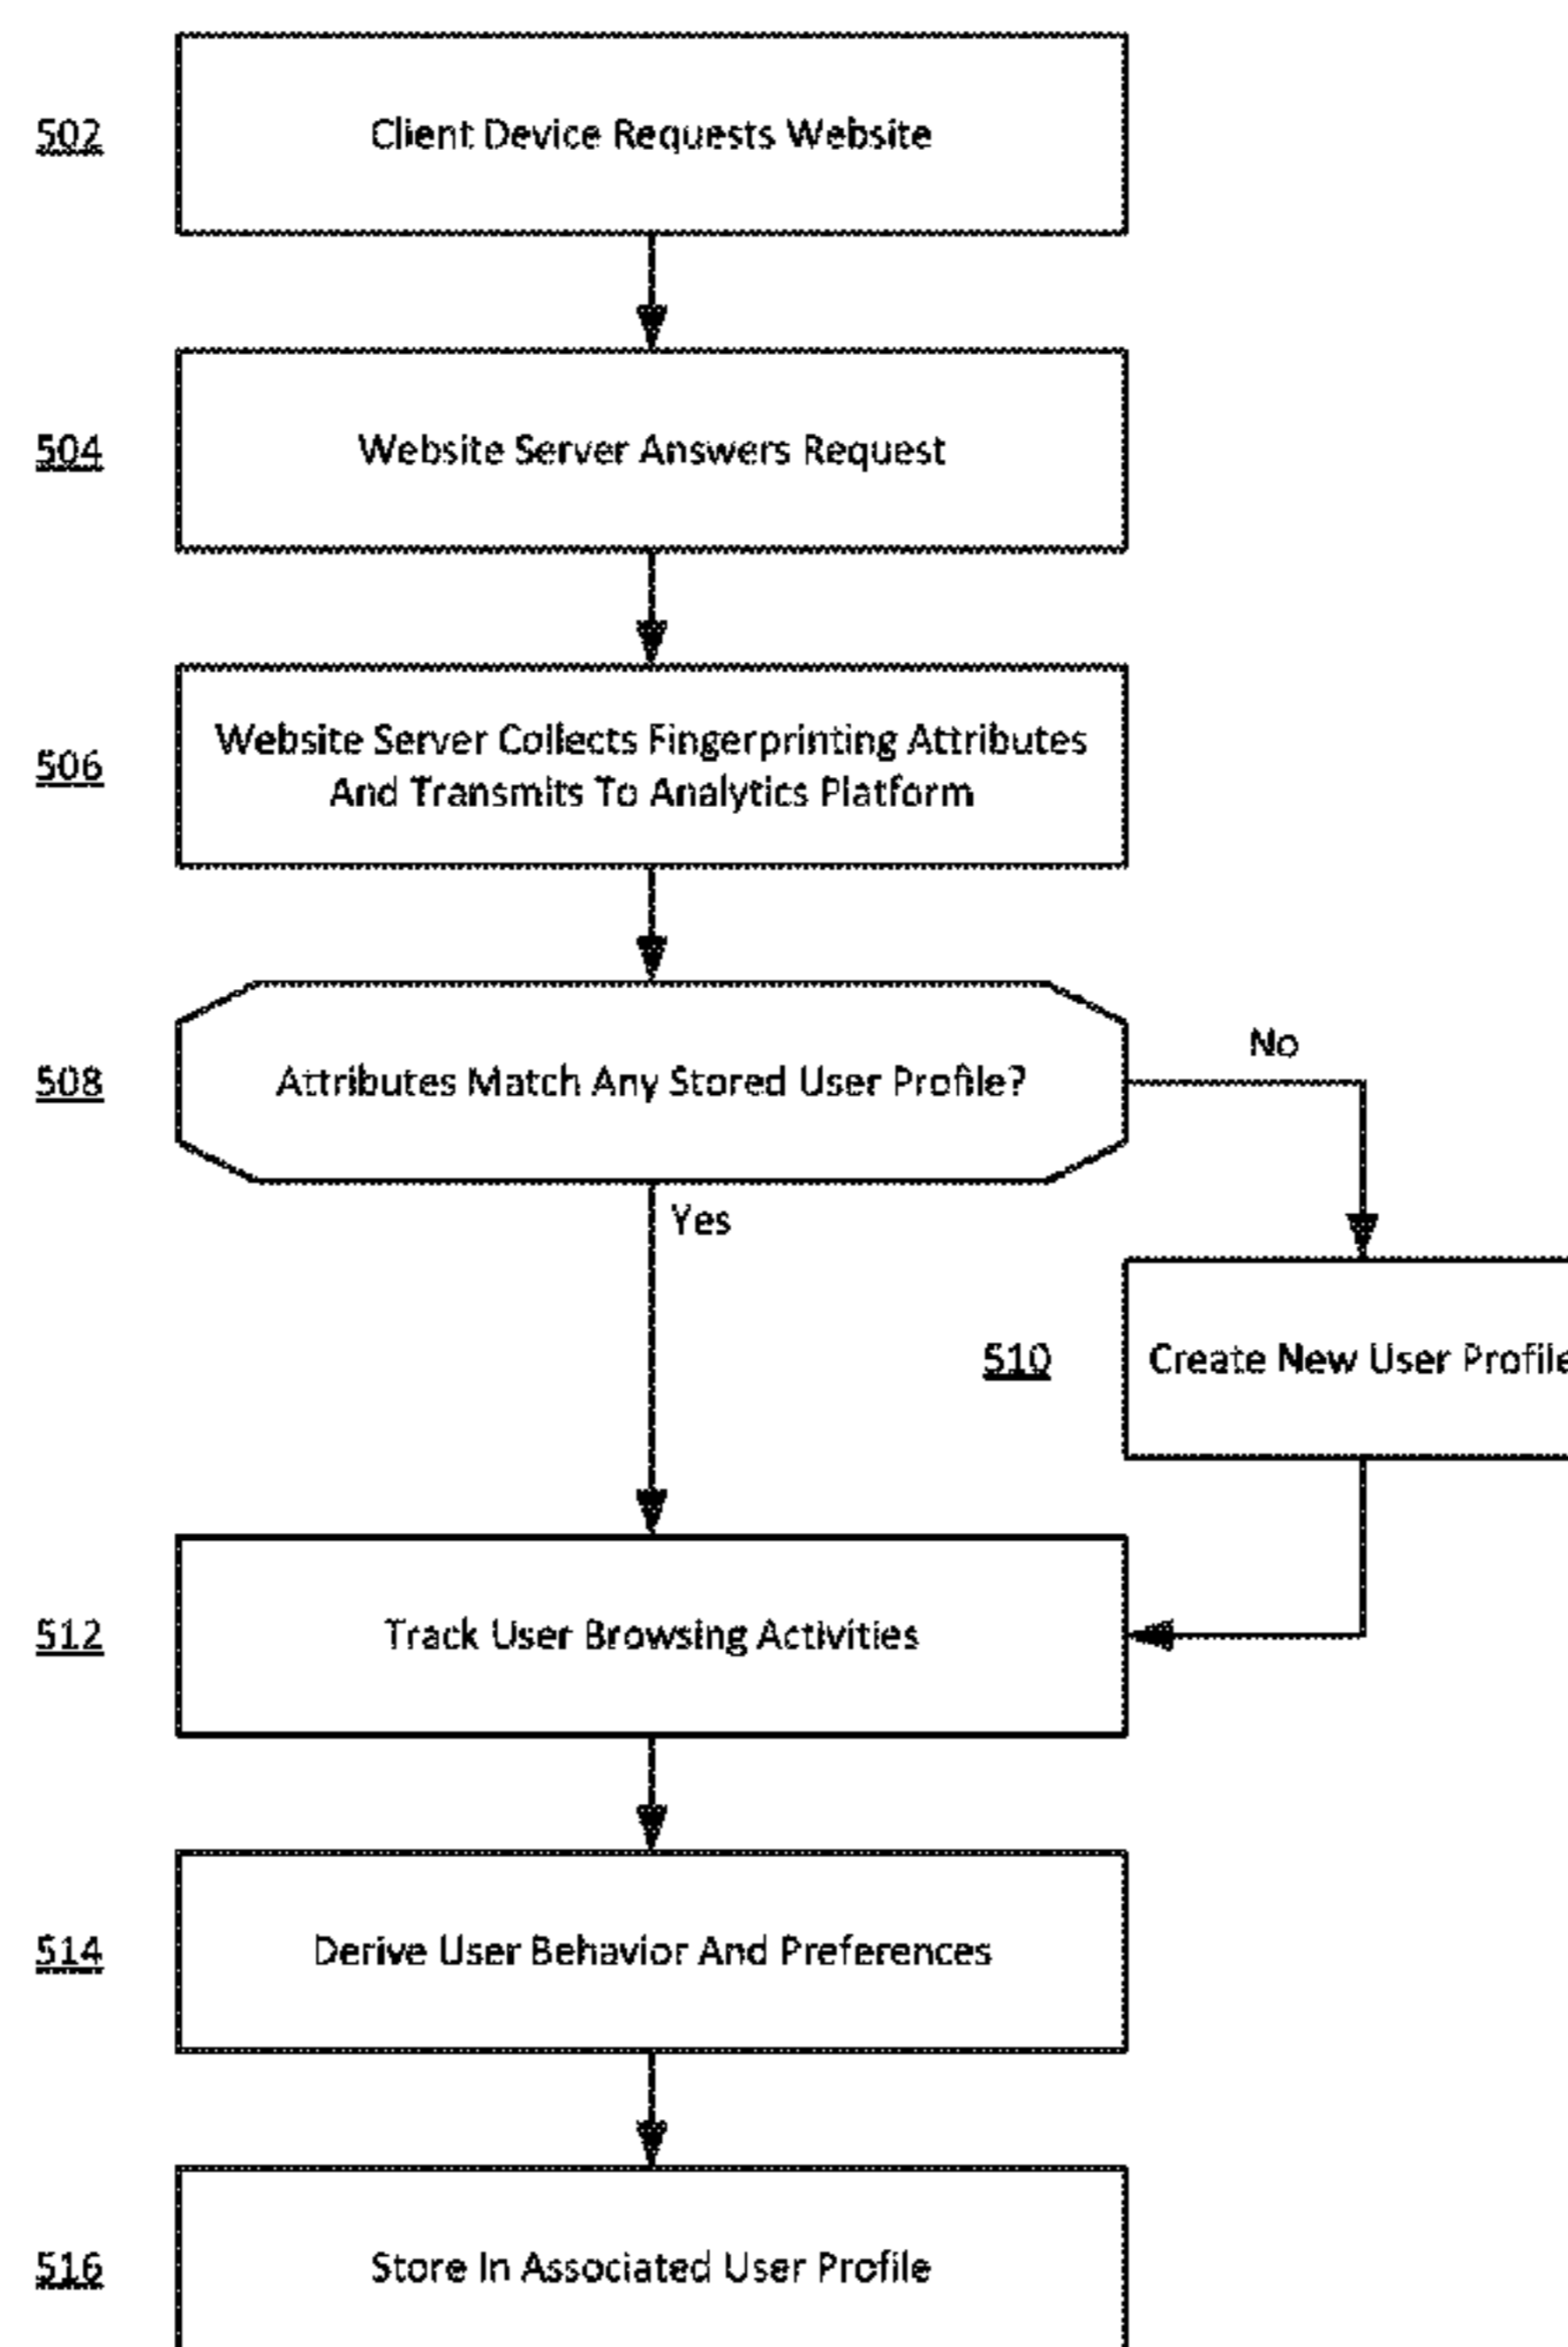 502
Client Device Requests Website
504
Website Server Answers Request
506
Website Server Collects Fingerprinting Attributes
And Transmits To Analytics Platform
508
Attributes Match Any Stored User Profile?
No
Yes
510
Create New User Profile
512
Track User Browsing Activities
514
Derive User Behavior And Preferences
516
Store In Associated User Profile